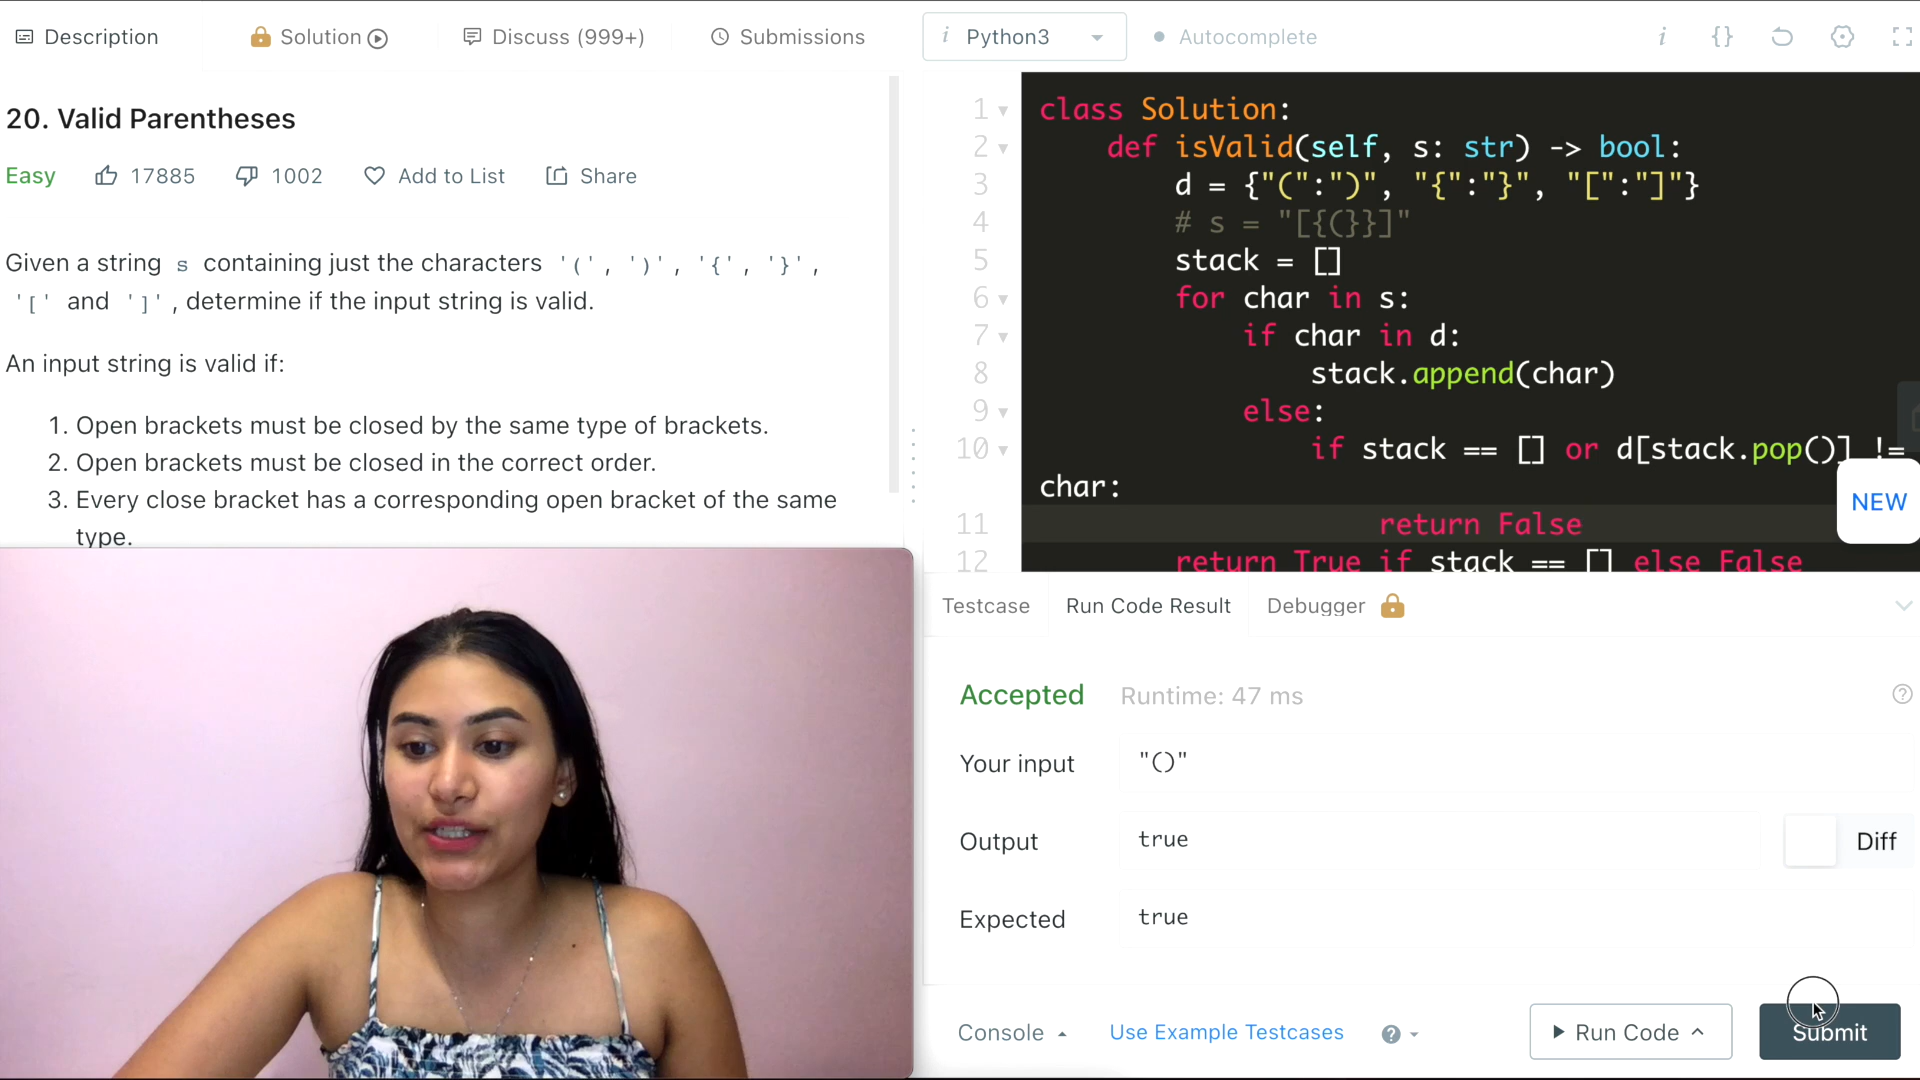 Description
Solution
Discuss (999+)
Submissions
i Python3
Autocomplete
i {}
20. Valid Parentheses
Easy 17885 1002 Add to List Share
Given a string s containing just the characters '(', ')', '{', '}',
'[' and ']', determine if the input string is valid.
An input string is valid if:
1. Open brackets must be closed by the same type of brackets.
2. Open brackets must be closed in the correct order.
3. Every close bracket has a corresponding open bracket of the same
type.
1 class Solution:
2 def isValid(self, s: str) -> bool:
3 d = {"(":")", "{":"}", "[":"]"}
4 # s = "[{(}}]"
5 stack = []
6 for char in s:
7 if char in d:
8 stack.append(char)
9 else:
10 if stack == [] or d[stack.pop()] !=
char:
11 return False
12 return True if stack == [] else False
NEW
Testcase Run Code Result Debugger
Accepted Runtime: 47 ms
Your input "()"
Output true Diff
Expected true
Console Use Example Testcases Run Code Submit